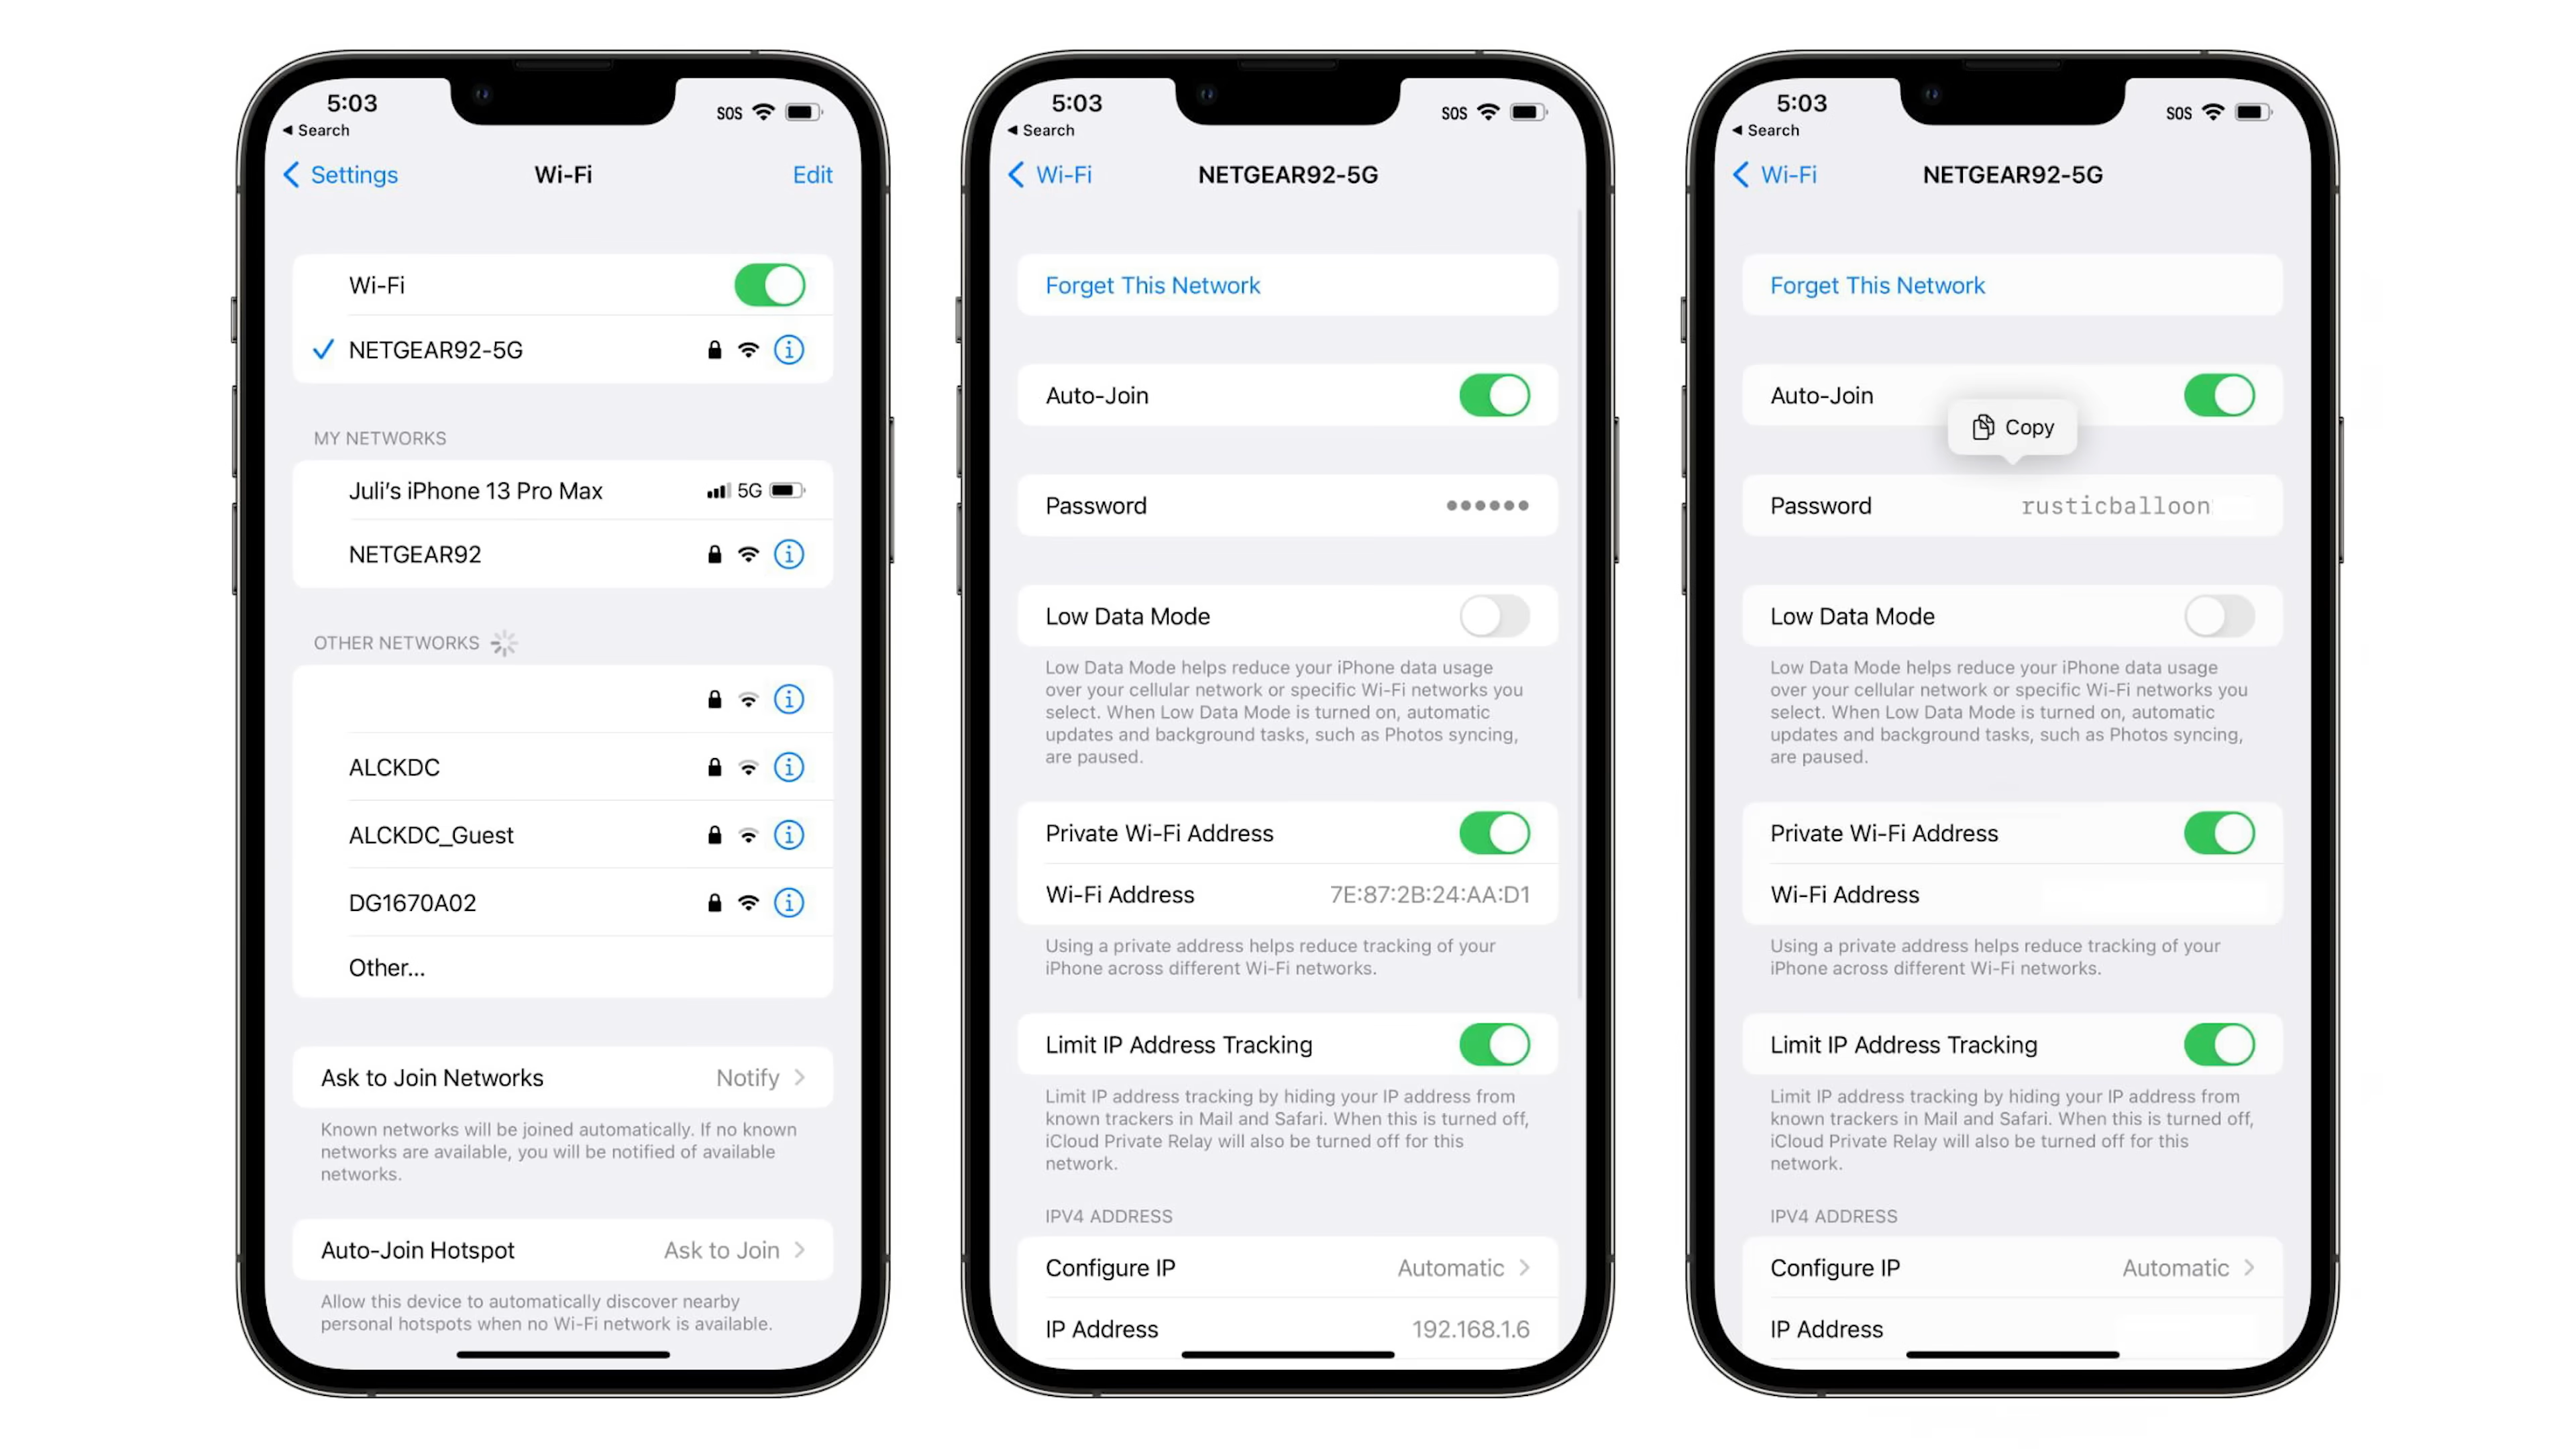 5:03
SOS
◀ Search
Settings
Wi-Fi
Edit
Wi-Fi
NETGEAR92-5G
MY NETWORKS
Juli's iPhone 13 Pro Max
5G
NETGEAR92
OTHER NETWORKS
ALCKDC
ALCKDC_Guest
DG1670A02
Other...
Ask to Join Networks Notify
Known networks will be joined automatically. If no known
networks are available, you will be notified of available
networks.
Auto-Join Hotspot Ask to Join
Allow this device to automatically discover nearby
personal hotspots when no Wi-Fi network is available.
5:03
SOS
◀ Search
Wi-Fi
NETGEAR92-5G
Forget This Network
Auto-Join
Password ••••••
Low Data Mode
Low Data Mode helps reduce your iPhone data usage
over your cellular network or specific Wi-Fi networks you
select. When Low Data Mode is turned on, automatic
updates and background tasks, such as Photos syncing,
are paused.
Private Wi-Fi Address
Wi-Fi Address 7E:87:2B:24:AA:D1
Using a private address helps reduce tracking of your
iPhone across different Wi-Fi networks.
Limit IP Address Tracking
Limit IP address tracking by hiding your IP address from
known trackers in Mail and Safari. When this is turned off,
iCloud Private Relay will also be turned off for this
network.
IPV4 ADDRESS
Configure IP Automatic
IP Address 192.168.1.6
5:03
SOS
◀ Search
Wi-Fi
NETGEAR92-5G
Forget This Network
Auto-Join
Copy
Password rusticballoon
Low Data Mode
Low Data Mode helps reduce your iPhone data usage
over your cellular network or specific Wi-Fi networks you
select. When Low Data Mode is turned on, automatic
updates and background tasks, such as Photos syncing,
are paused.
Private Wi-Fi Address
Wi-Fi Address
Using a private address helps reduce tracking of your
iPhone across different Wi-Fi networks.
Limit IP Address Tracking
Limit IP address tracking by hiding your IP address from
known trackers in Mail and Safari. When this is turned off,
iCloud Private Relay will also be turned off for this
network.
IPV4 ADDRESS
Configure IP Automatic
IP Address